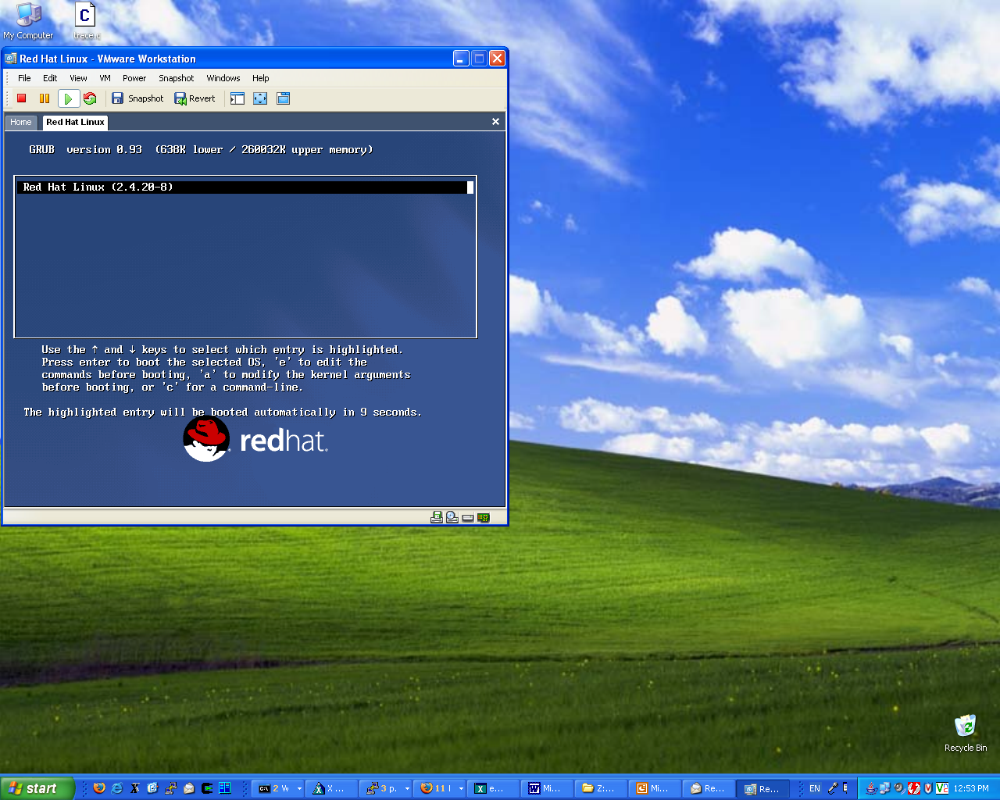 My Computer
trace.c
Red Hat Linux - VMware Workstation
File Edit View VM Power Snapshot Windows Help
Snapshot Revert
Home Red Hat Linux
GRUB version 0.93 (638K lower / 260032K upper memory)
Red Hat Linux (2.4.20-8)
Use the ↑ and ↓ keys to select which entry is highlighted.
Press enter to boot the selected OS, 'e' to edit the
commands before booting, 'a' to modify the kernel arguments
before booting, or 'c' for a command-line.
The highlighted entry will be booted automatically in 9 seconds.
redhat.
Recycle Bin
start 2 W X ... 3 p. 11 I e... Mi... Z:... Mi... Re... Re... EN 12:53 PM